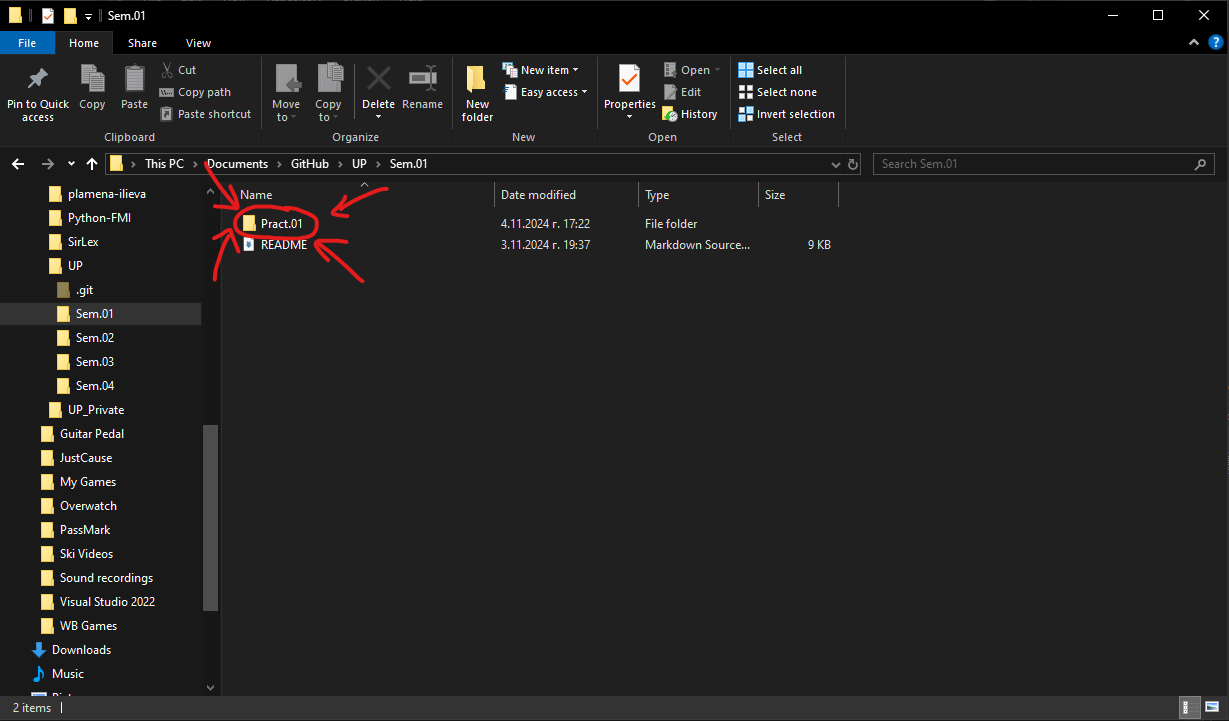 Sem.01
File Home Share View
Pin to Quick access
Copy
Paste
Cut
Copy path
Paste shortcut
Clipboard
Move to
Copy to
Delete
Rename
Organize
New folder
New item
Easy access
New
Properties
Open
Edit
History
Open
Select all
Select none
Invert selection
Select
This PC > Documents > GitHub > UP > Sem.01
Search Sem.01
plamena-ilieva
Python-FMI
SirLex
UP
.git
Sem.01
Sem.02
Sem.03
Sem.04
UP_Private
Guitar Pedal
JustCause
My Games
Overwatch
PassMark
Ski Videos
Sound recordings
Visual Studio 2022
WB Games
Downloads
Music
Name Date modified Type Size
Pract.01 4.11.2024 г. 17:22 File folder
README 3.11.2024 г. 19:37 Markdown Source... 9 KB
2 items